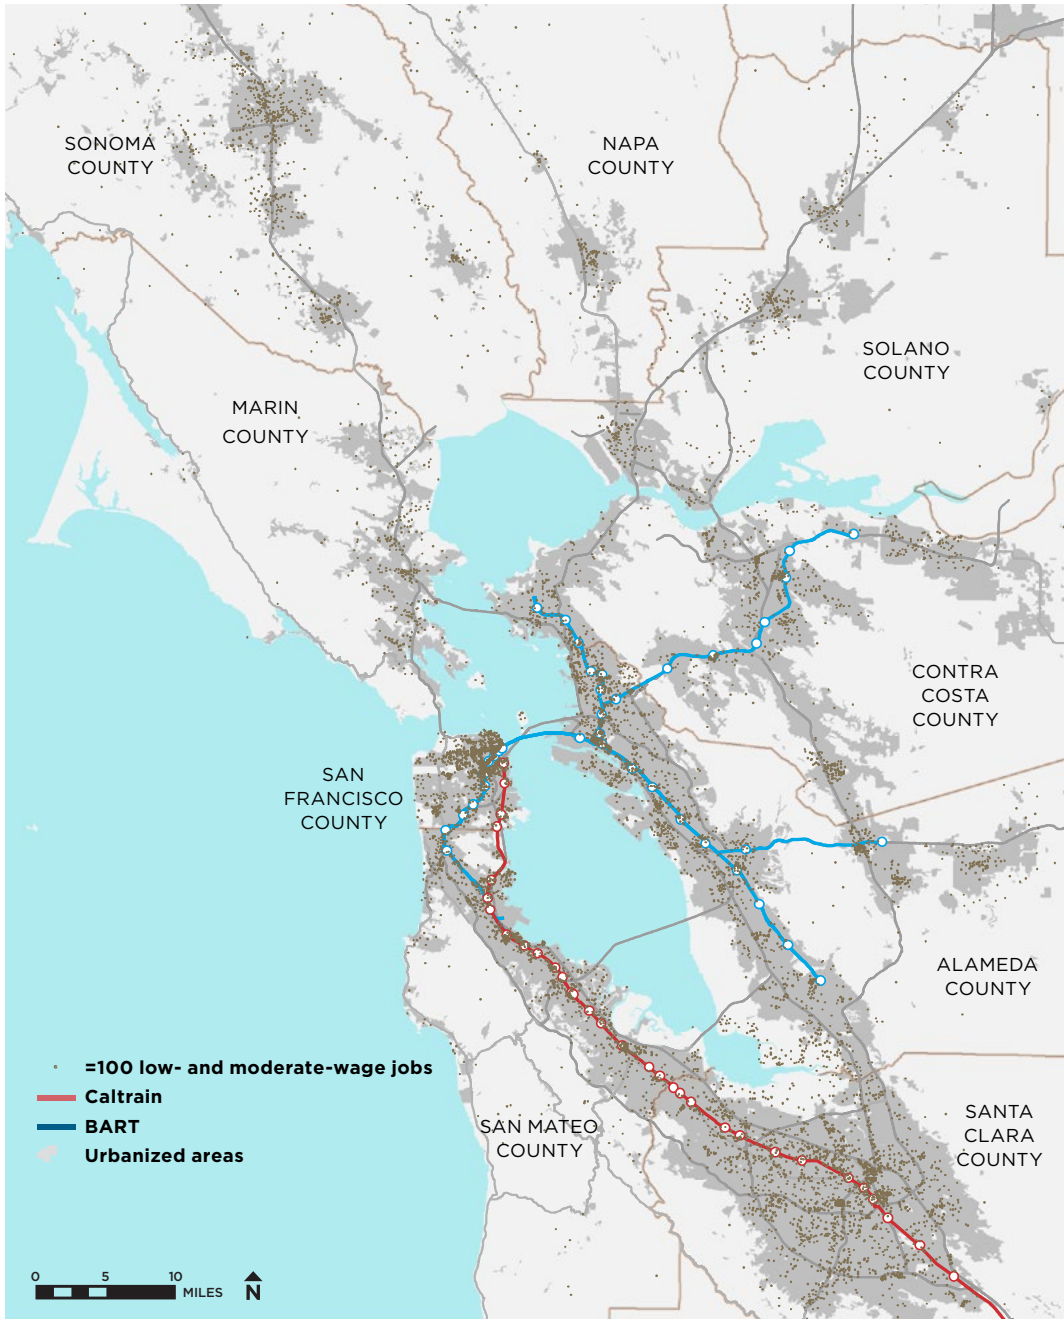 SONOMA
COUNTY
NAPA
COUNTY
SOLANO
COUNTY
MARIN
COUNTY
CONTRA
COSTA
COUNTY
SAN
FRANCISCO
COUNTY
ALAMEDA
COUNTY
=100 low- and moderate-wage jobs
Caltrain
BART
Urbanized areas
SAN MATEO
COUNTY
SANTA
CLARA
COUNTY
0 5 10
MILES N